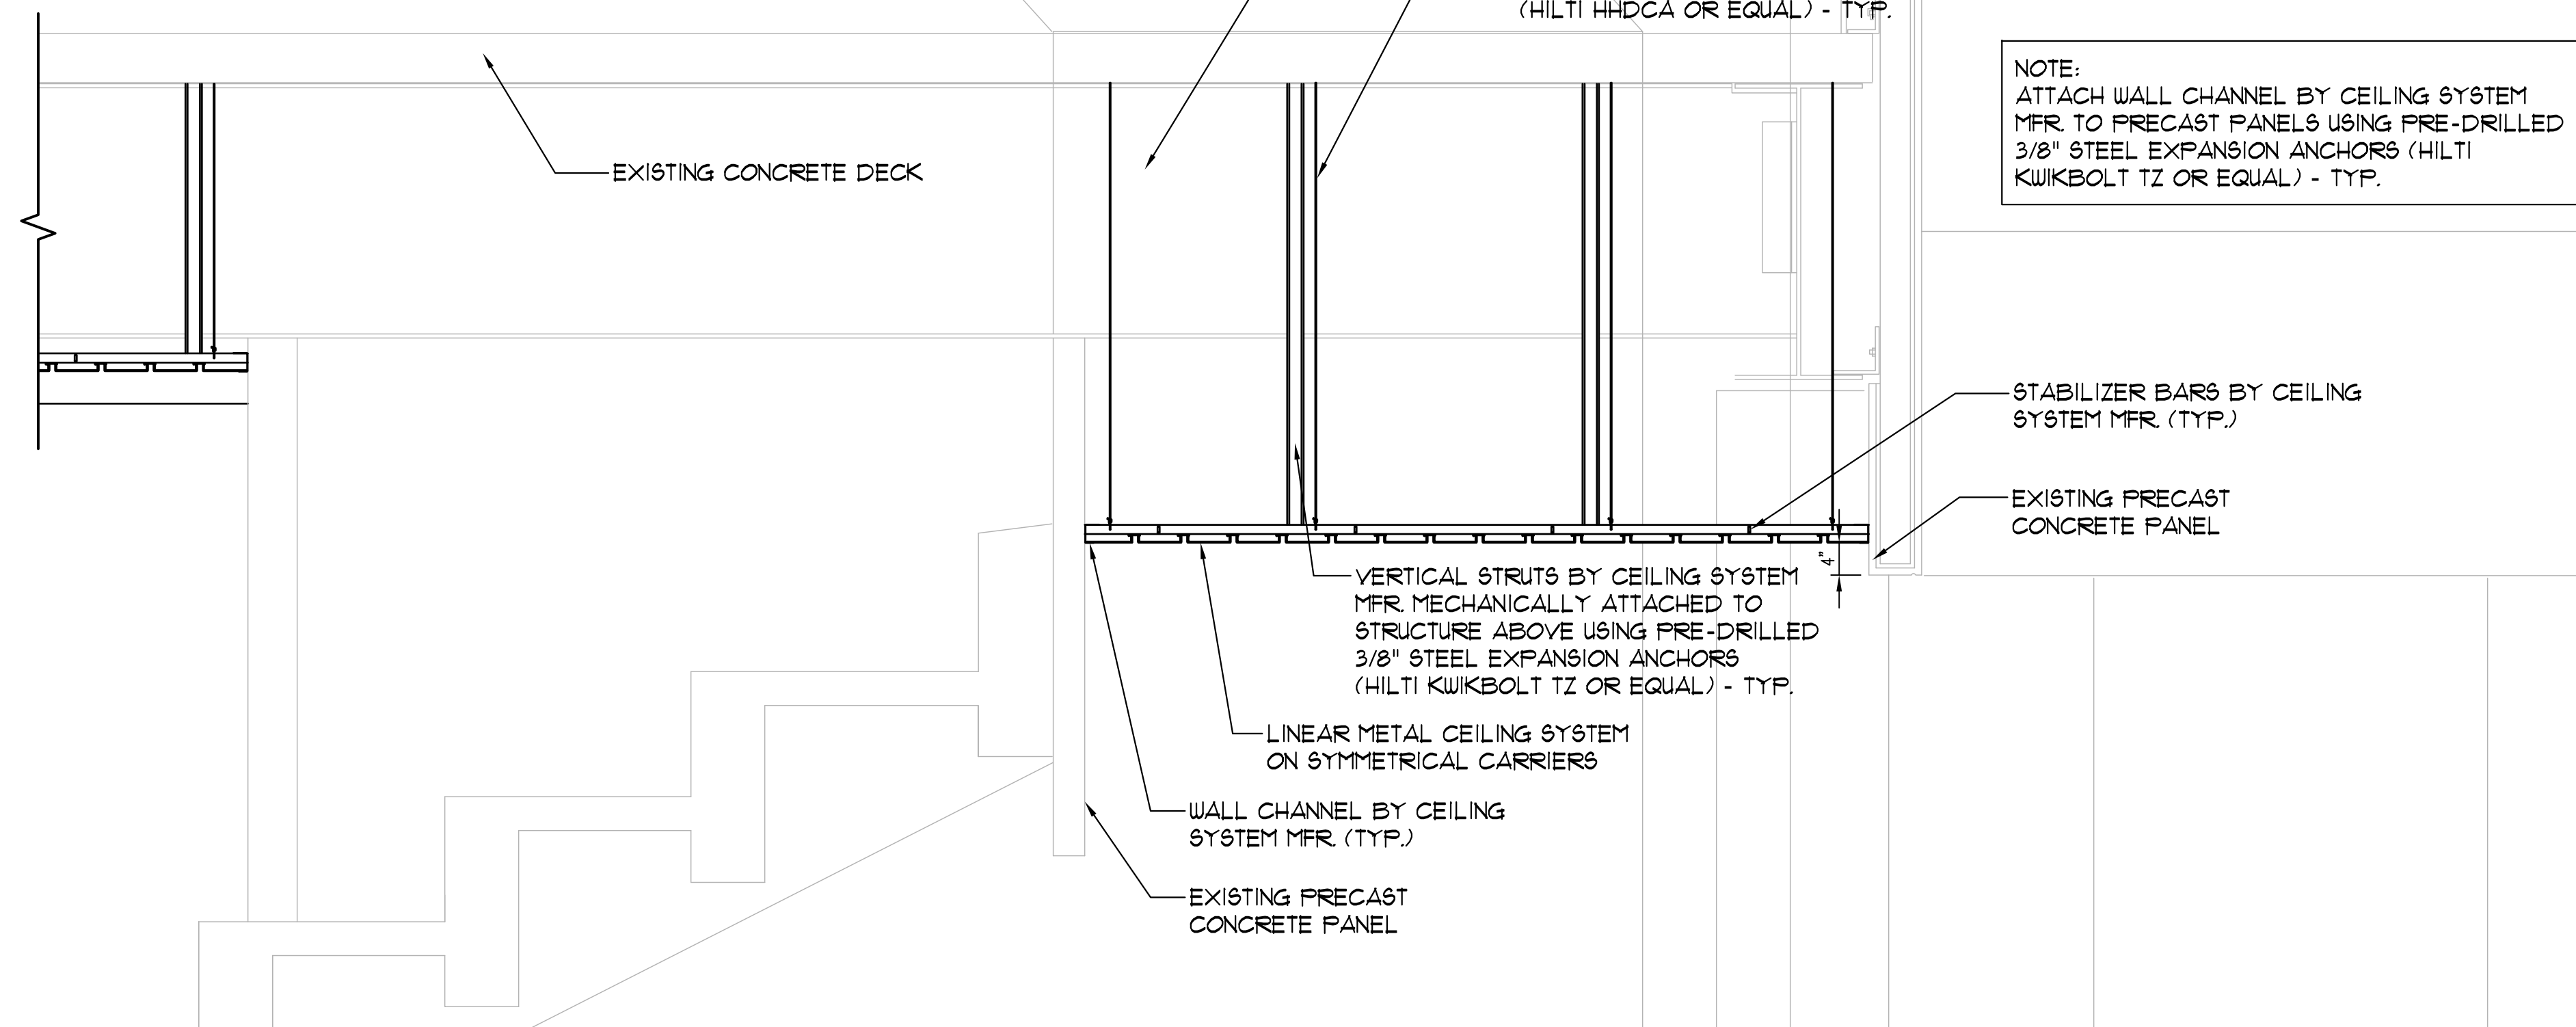 (HILTI HHDCA OR EQUAL) - TYP.
NOTE:
ATTACH WALL CHANNEL BY CEILING SYSTEM
MFR. TO PRECAST PANELS USING PRE-DRILLED
3/8" STEEL EXPANSION ANCHORS (HILTI
KWIKBOLT TZ OR EQUAL) - TYP.
EXISTING CONCRETE DECK
STABILIZER BARS BY CEILING
SYSTEM MFR. (TYP.)
EXISTING PRECAST
CONCRETE PANEL
4"
VERTICAL STRUTS BY CEILING SYSTEM
MFR. MECHANICALLY ATTACHED TO
STRUCTURE ABOVE USING PRE-DRILLED
3/8" STEEL EXPANSION ANCHORS
(HILTI KWIKBOLT TZ OR EQUAL) - TYP.
LINEAR METAL CEILING SYSTEM
ON SYMMETRICAL CARRIERS
WALL CHANNEL BY CEILING
SYSTEM MFR. (TYP.)
EXISTING PRECAST
CONCRETE PANEL